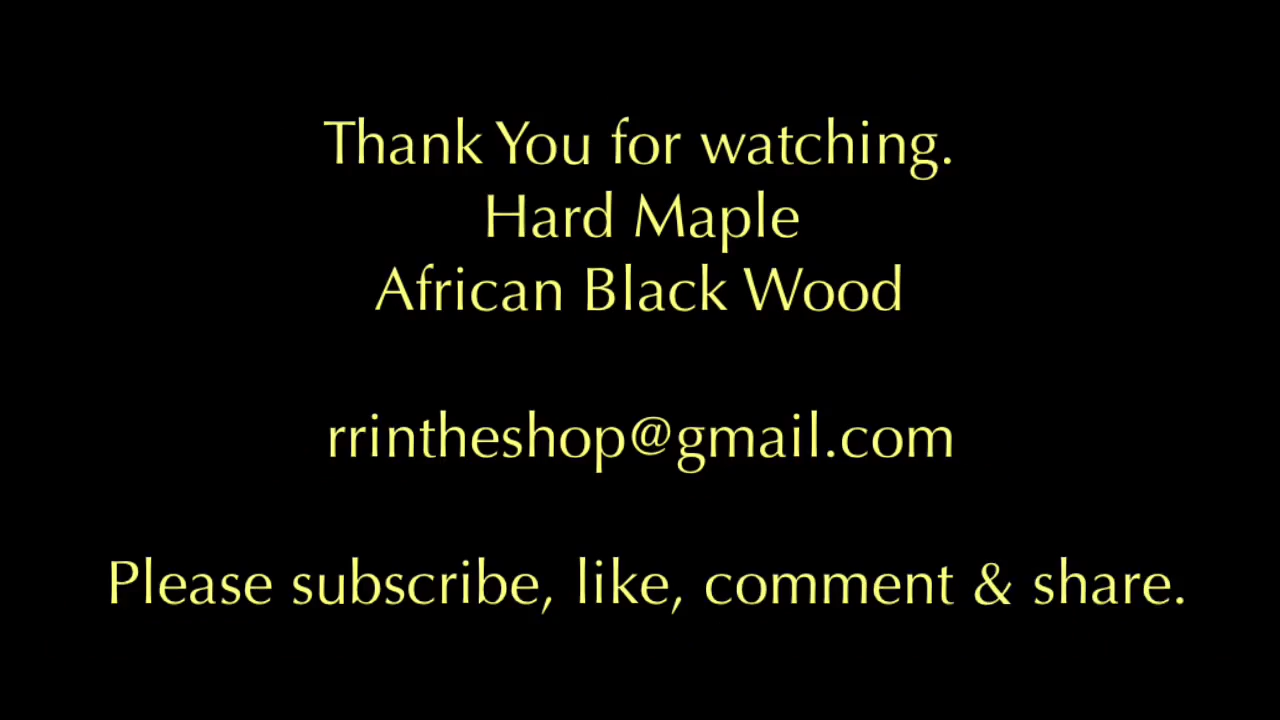 Thank You for watching.
Hard Maple
African Black Wood
rrintheshop@gmail.com
Please subscribe, like, comment & share.